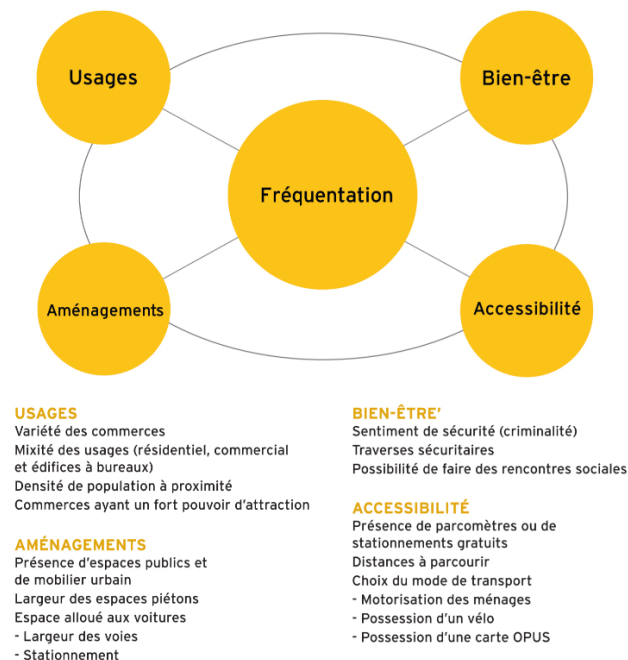 Usages
Bien-être
Fréquentation
Aménagements
Accessibilité
USAGES
Variété des commerces
Mixité des usages (résidentiel, commercial
et édifices à bureaux)
Densité de population à proximité
Commerces ayant un fort pouvoir d'attraction
AMÉNAGEMENTS
Présence d'espaces publics et
de mobilier urbain
Largeur des espaces piétons
Espace alloué aux voitures
- Largeur des voies
- Stationnement
BIEN-ÊTRE'
Sentiment de sécurité (criminalité)
Traverses sécuritaires
Possibilité de faire des rencontres sociales
ACCESSIBILITÉ
Présence de parcomètres ou de
stationnements gratuits
Distances à parcourir
Choix du mode de transport
- Motorisation des ménages
- Possession d'un vélo
- Possession d'une carte OPUS